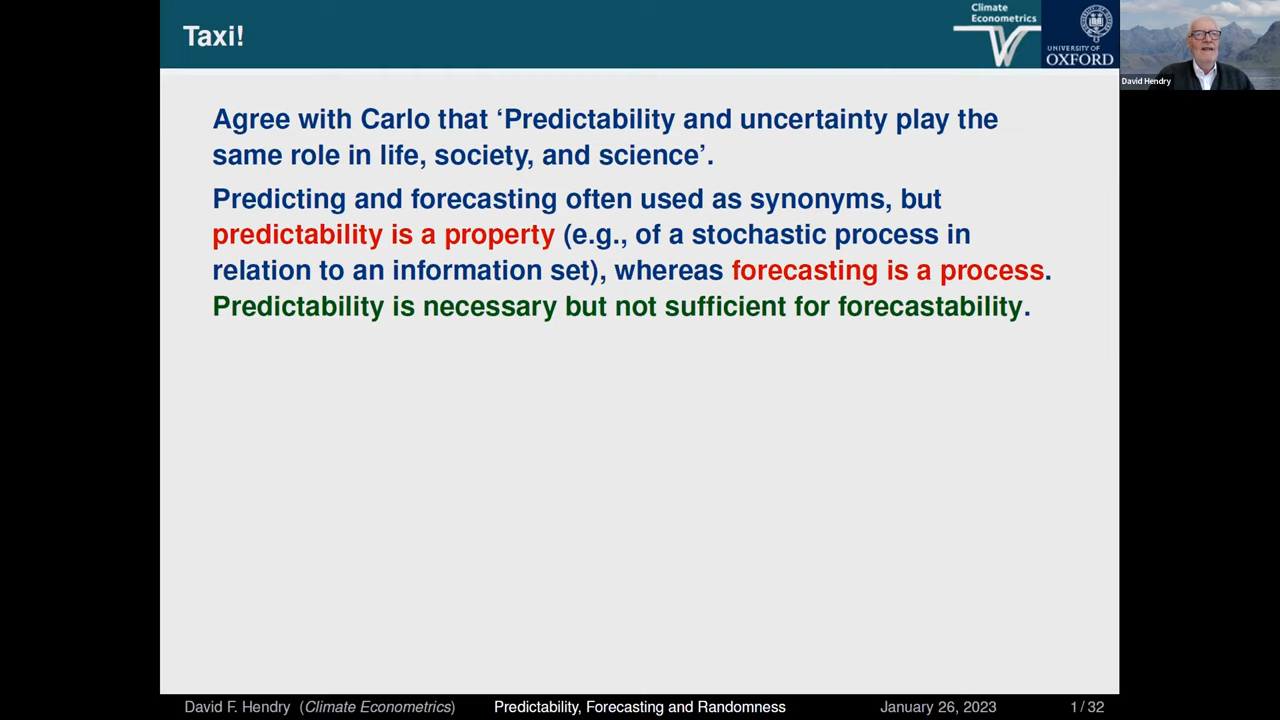 Taxi!
Climate
Econometrics
UNIVERSITY OF
OXFORD
David Hendry
Agree with Carlo that ‘Predictability and uncertainty play the
same role in life, society, and science’.
Predicting and forecasting often used as synonyms, but
predictability is a property (e.g., of a stochastic process in
relation to an information set), whereas forecasting is a process.
Predictability is necessary but not sufficient for forecastability.
David F. Hendry (Climate Econometrics) Predictability, Forecasting and Randomness January 26, 2023 1 / 32